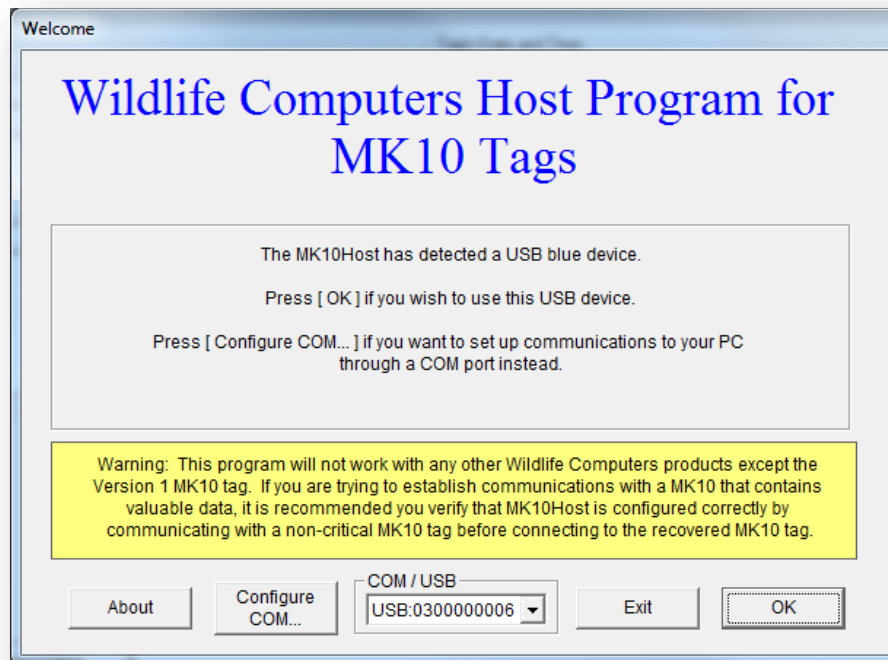 Welcome
Wildlife Computers Host Program for
MK10 Tags
The MK10Host has detected a USB blue device.
Press [ OK ] if you wish to use this USB device.
Press [ Configure COM... ] if you want to set up communications to your PC
through a COM port instead.
Warning:  This program will not work with any other Wildlife Computers products except the
Version 1 MK10 tag.  If you are trying to establish communications with a MK10 that contains
valuable data, it is recommended you verify that MK10Host is configured correctly by
communicating with a non-critical MK10 tag before connecting to the recovered MK10 tag.
COM / USB
About
Configure
COM...
USB:0300000006
Exit
OK